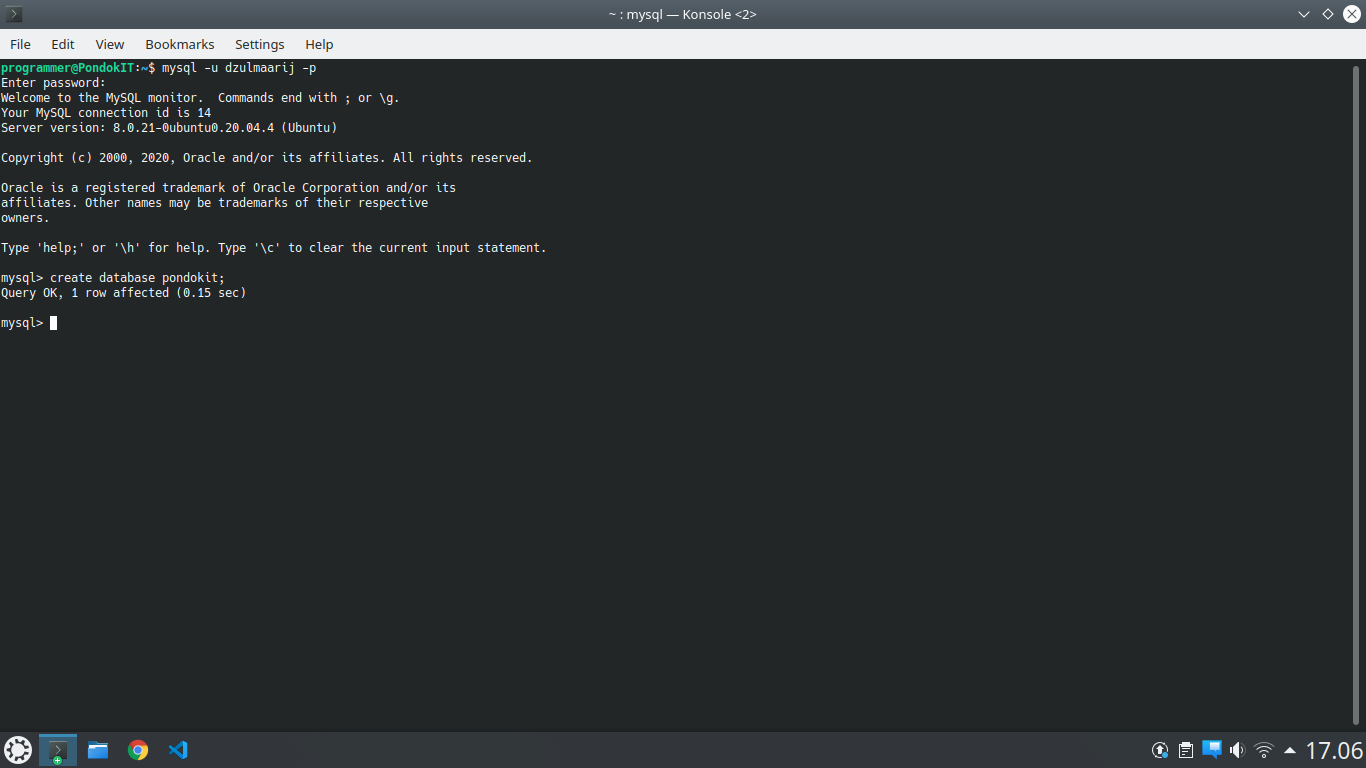 ~ : mysql — Konsole <2>
File Edit View Bookmarks Settings Help
programmer@PondokIT:~$ mysql -u dzulmaarij -p
Enter password:
Welcome to the MySQL monitor.  Commands end with ; or \g.
Your MySQL connection id is 14
Server version: 8.0.21-0ubuntu0.20.04.4 (Ubuntu)
Copyright (c) 2000, 2020, Oracle and/or its affiliates. All rights reserved.
Oracle is a registered trademark of Oracle Corporation and/or its
affiliates. Other names may be trademarks of their respective
owners.
Type 'help;' or '\h' for help. Type '\c' to clear the current input statement.
mysql> create database pondokit;
Query OK, 1 row affected (0.15 sec)
mysql>
17.06